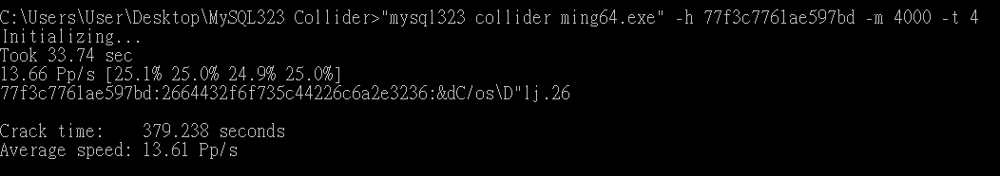 C:\Users\User\Desktop\MySQL323 Collider>"mysql323 collider ming64.exe" -h 77f3c7761ae597bd -m 4000 -t 4
Initializing...
Took 33.74 sec
13.66 Pp/s [25.1% 25.0% 24.9% 25.0%]
77f3c7761ae597bd:2664432f6f735c44226c6a2e3236:&dC/os\D"lj.26
Crack time: 379.238 seconds
Average speed: 13.61 Pp/s